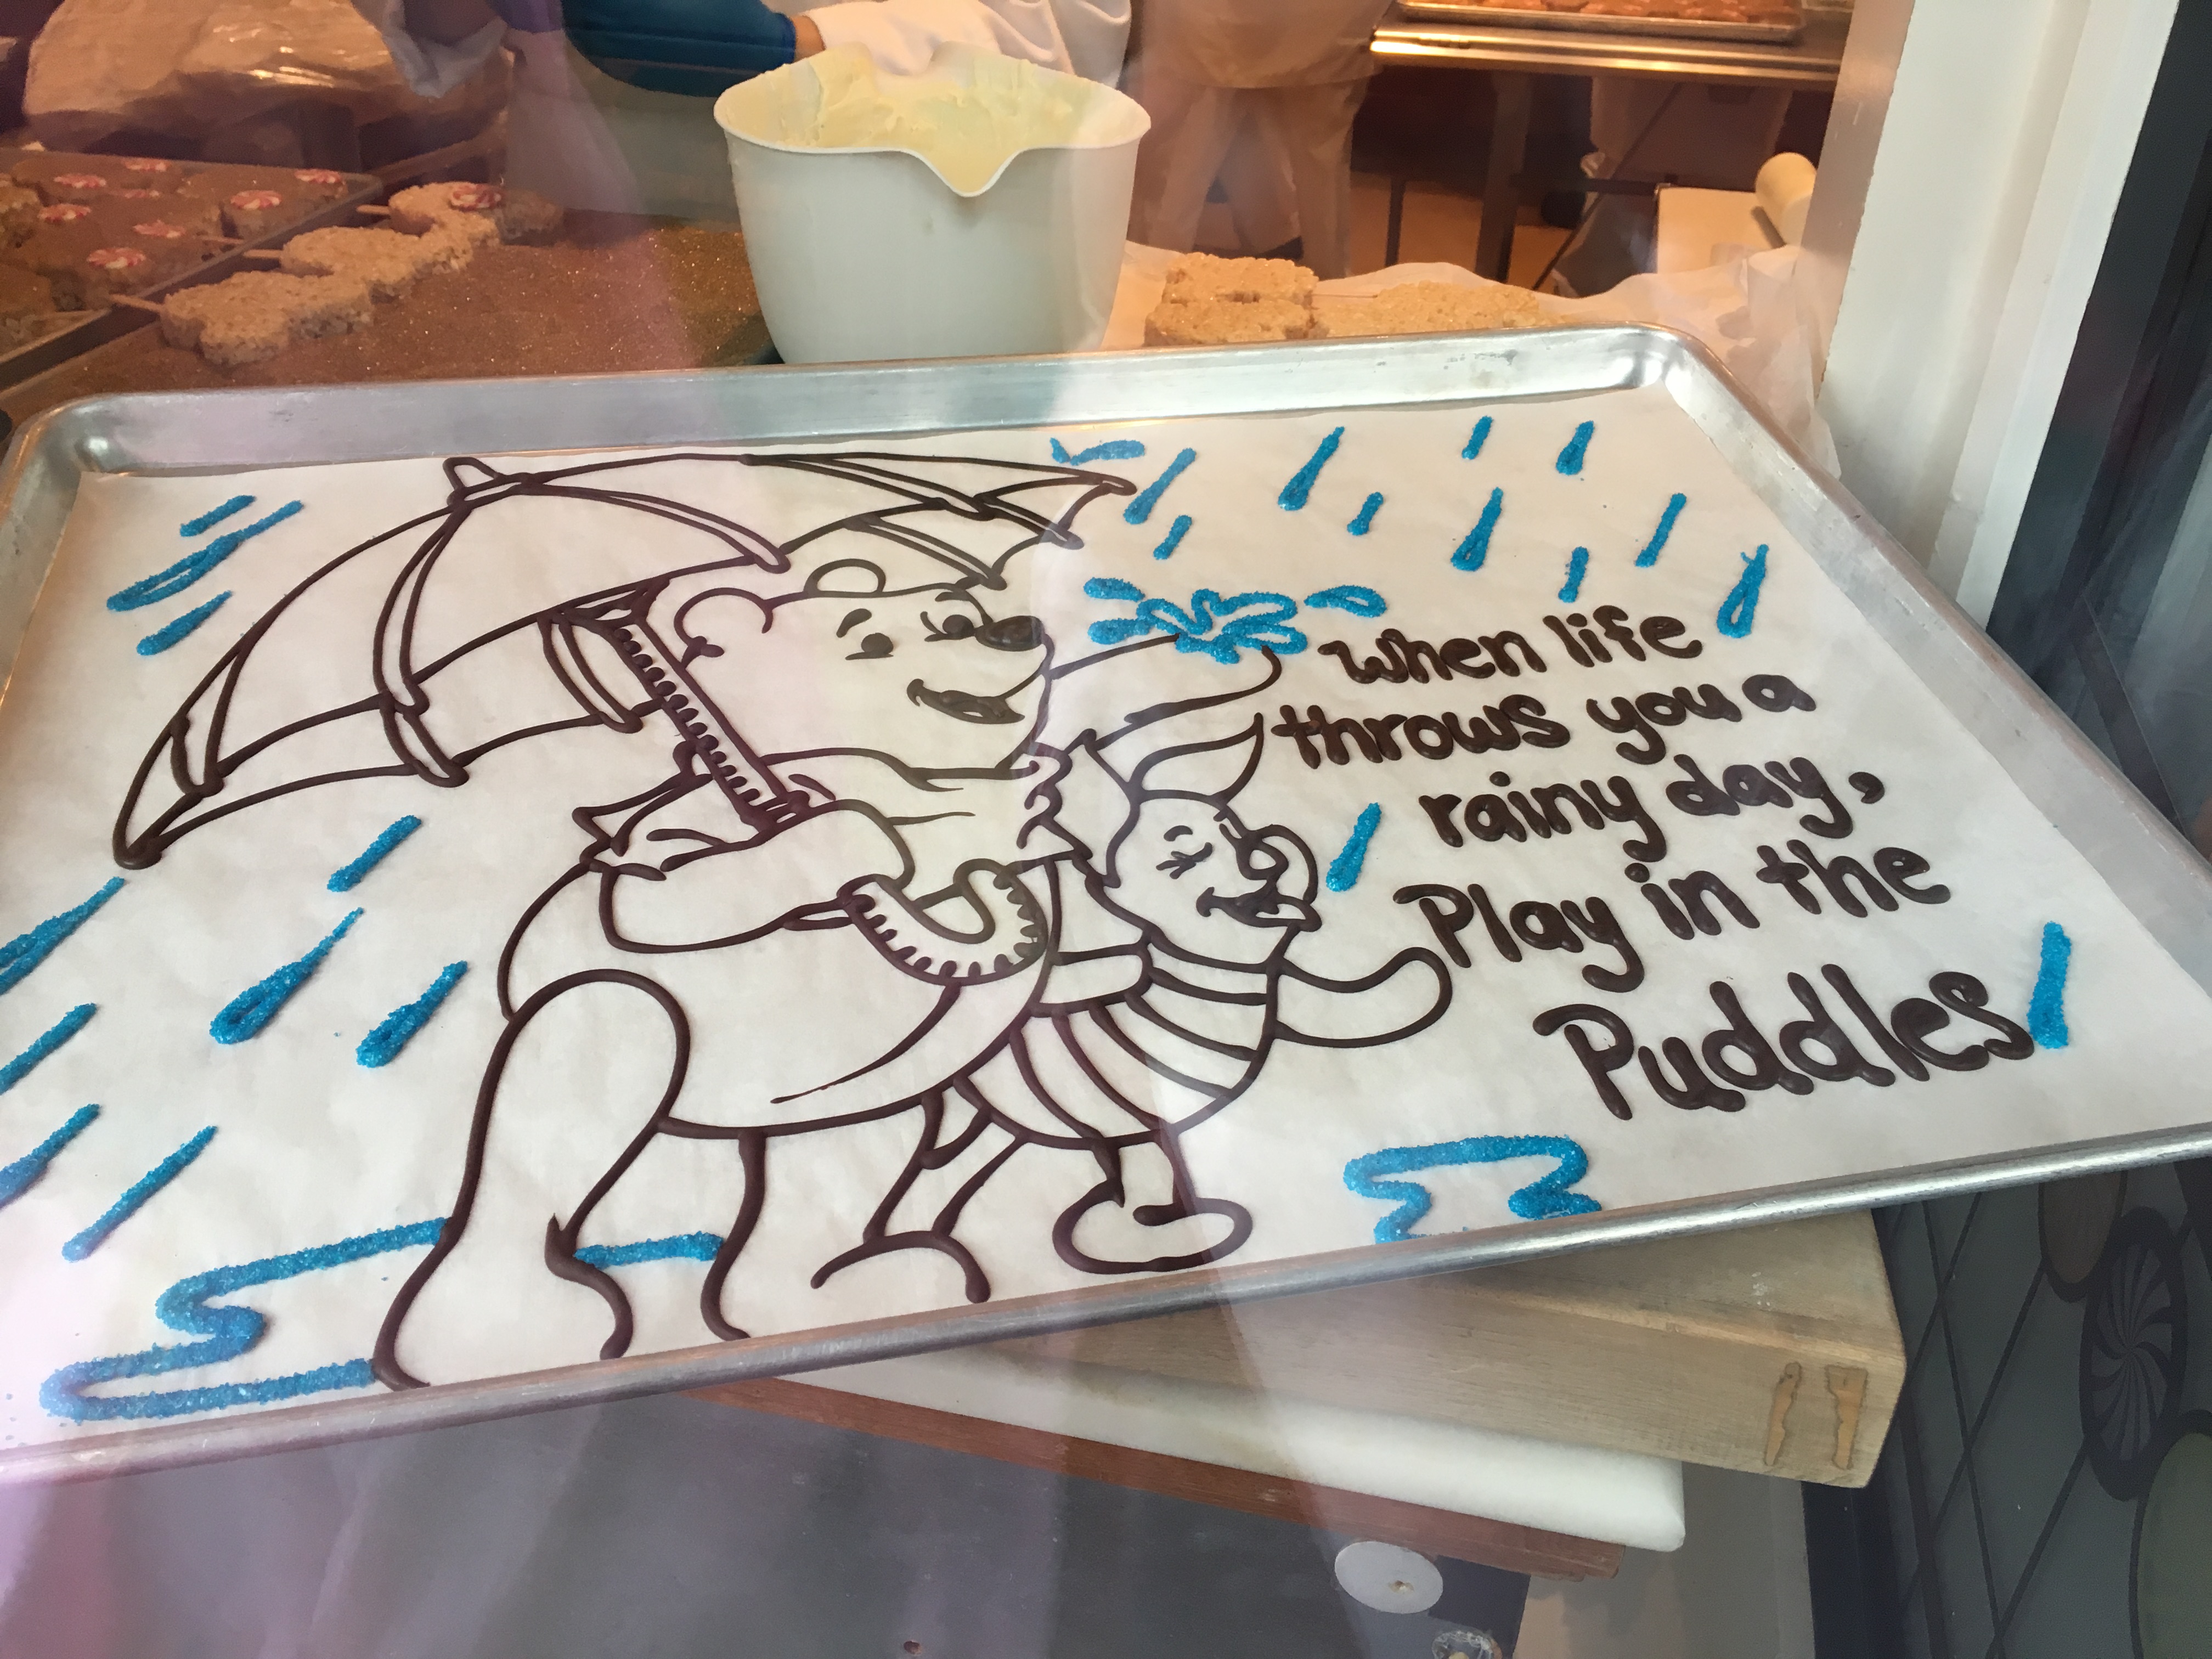 when life
throws you a
rainy day,
Play in the
Puddles